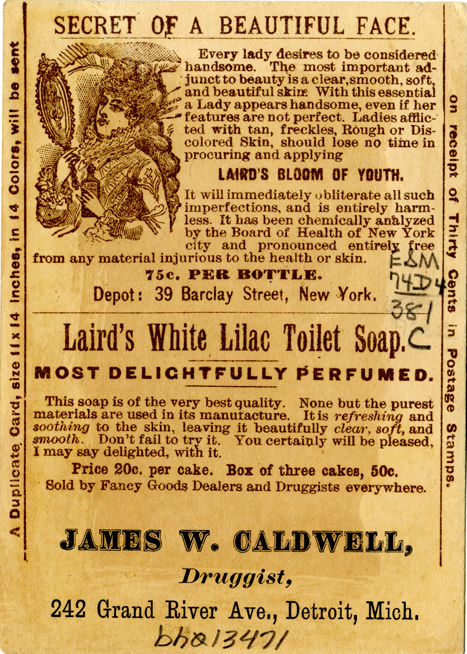 SECRET OF A BEAUTIFUL FACE.
Every lady desires to be considered
handsome. The most important ad-
junct to beauty is a clear, smooth, soft,
and beautiful skin. With this essential
a Lady appears handsome, even if her
features are not perfect. Ladies afflic-
ted with tan, freckles, Rough or Dis-
colored Skin, should lose no time in
procuring and applying
LAIRD'S BLOOM OF YOUTH.
It will immediately obliterate all such
imperfections, and is entirely harm-
less. It has been chemically analyzed
by the Board of Health of New York
city and pronounced entirely free
from any material injurious to the health or skin.
75c. PER BOTTLE.
Depot: 39 Barclay Street, New York.
ESM
74D4
381
C
Laird's White Lilac Toilet Soap.
MOST DELIGHTFULLY PERFUMED.
This soap is of the very best quality. None but the purest
materials are used in its manufacture. It is refreshing and
soothing to the skin, leaving it beautifully clear, soft, and
smooth. Don't fail to try it. You certainly will be pleased,
I may say delighted, with it.
Price 20c. per cake. Box of three cakes, 50c.
Sold by Fancy Goods Dealers and Druggists everywhere.
A Duplicate Card, size 11 x 14 Inches, in 14 Colors, will be sent
on receipt of Thirty Cents in Postage Stamps.
JAMES W. CALDWELL,
Druggist,
242 Grand River Ave., Detroit, Mich.
bha13471